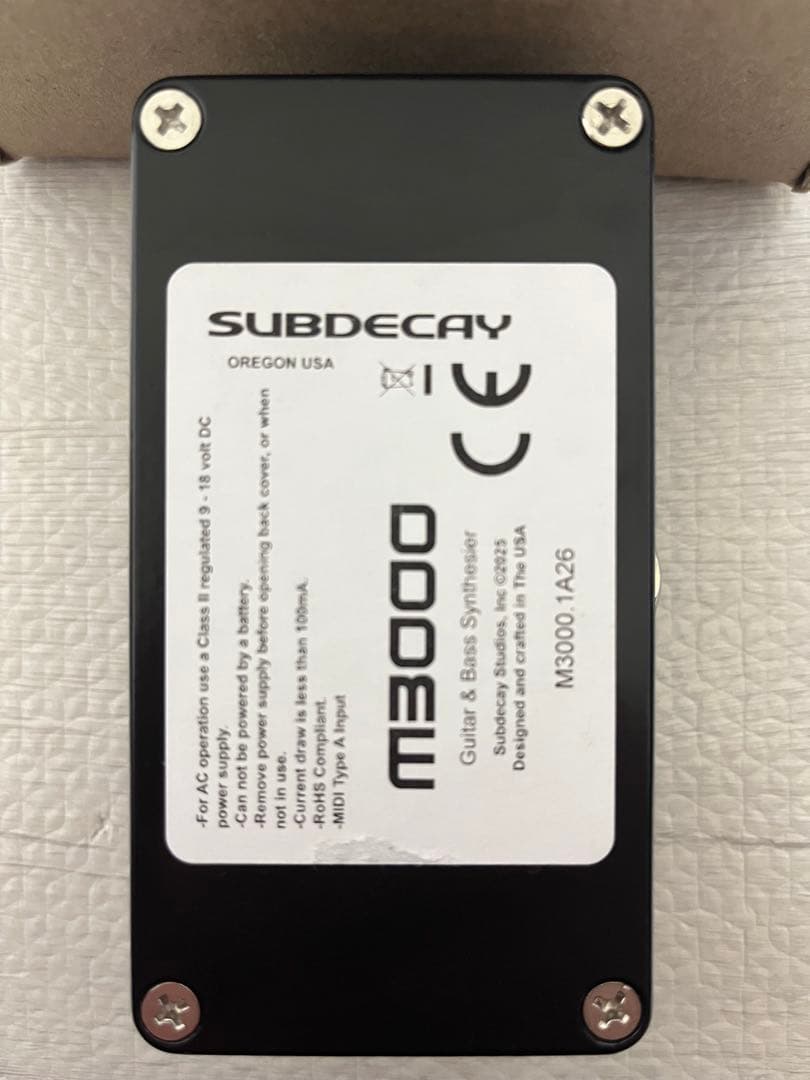 SUBDECAY
OREGON USA
-For AC operation use a Class II regulated 9 - 18 volt DC
power supply.
-Can not be powered by a battery.
-Remove power supply before opening back cover, or when
not in use.
-Current draw is less than 100mA.
-RoHS Compliant.
-MIDI Type A Input
M3000
Guitar & Bass Synthesier
Subdecay Studios, Inc ©2025
Designed and crafted in The USA
M3000.1A26
CE